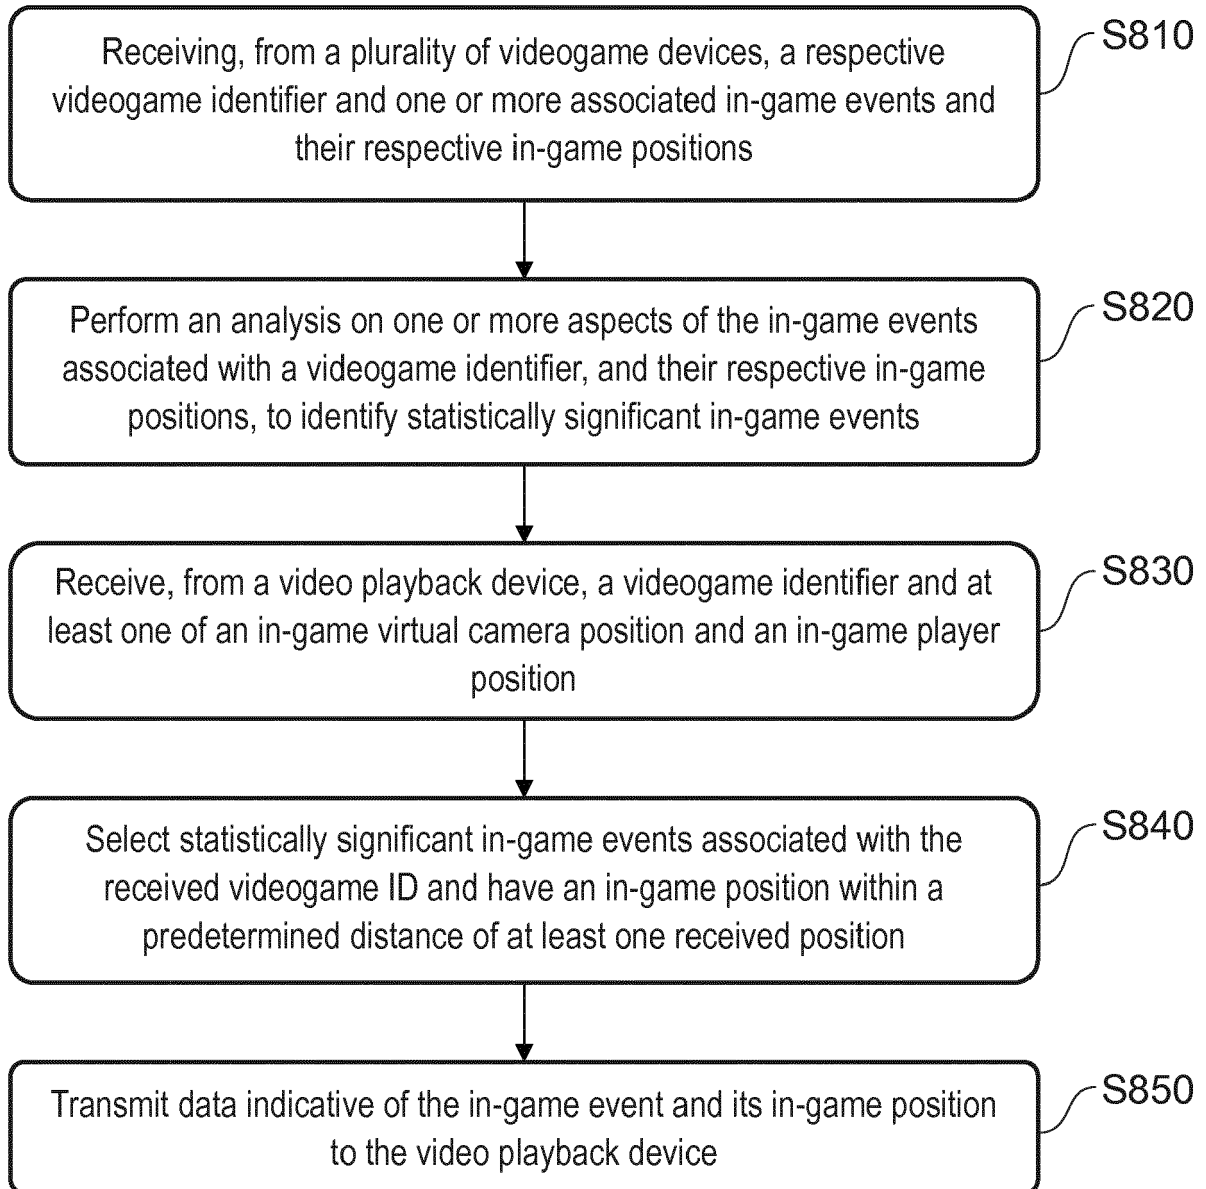 Receiving, from a plurality of videogame devices, a respective
videogame identifier and one or more associated in-game events and
their respective in-game positions
S810
Perform an analysis on one or more aspects of the in-game events
associated with a videogame identifier, and their respective in-game
positions, to identify statistically significant in-game events
S820
Receive, from a video playback device, a videogame identifier and at
least one of an in-game virtual camera position and an in-game player
position
S830
Select statistically significant in-game events associated with the
received videogame ID and have an in-game position within a
predetermined distance of at least one received position
S840
Transmit data indicative of the in-game event and its in-game position
to the video playback device
S850